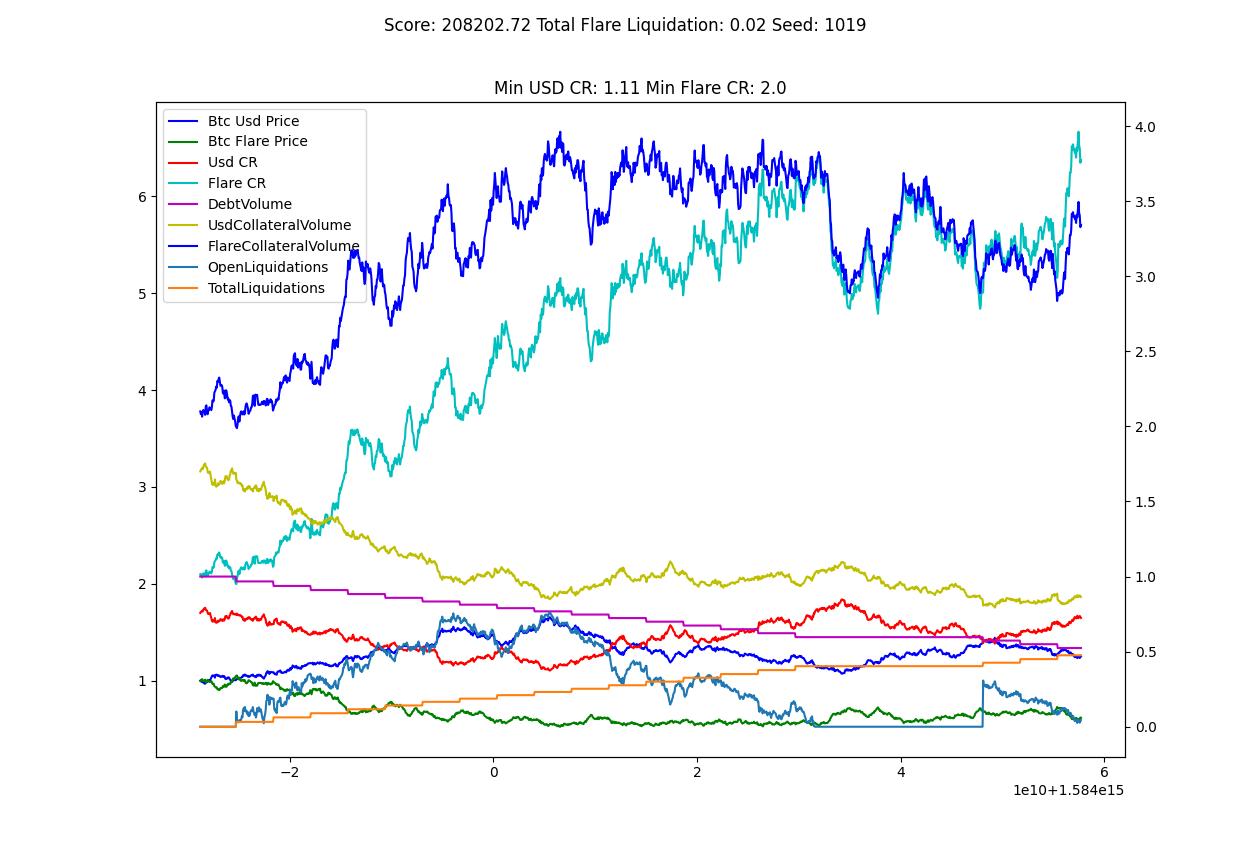 Score: 208202.72 Total Flare Liquidation: 0.02 Seed: 1019
Min USD CR: 1.11 Min Flare CR: 2.0
Btc Usd Price
Btc Flare Price
Usd CR
Flare CR
DebtVolume
UsdCollateralVolume
FlareCollateralVolume
OpenLiquidations
TotalLiquidations
6
5
4
3
2
1
4.0
3.5
3.0
2.5
2.0
1.5
1.0
0.5
0.0
−2 0 2 4 6
1e10+1.584e15